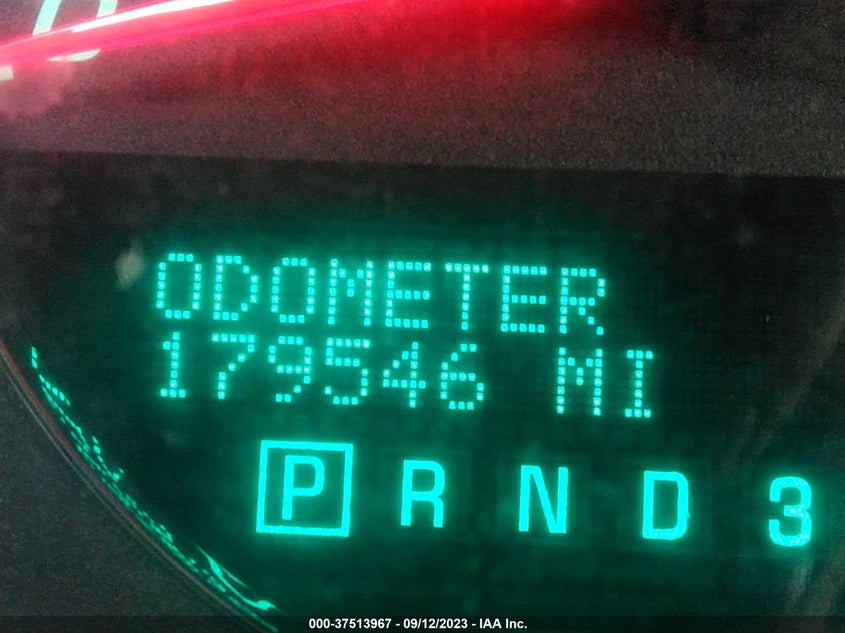 ODOMETER
179546 MI
P R N D 3
000-37513967 - 09/12/2023 - IAA Inc.